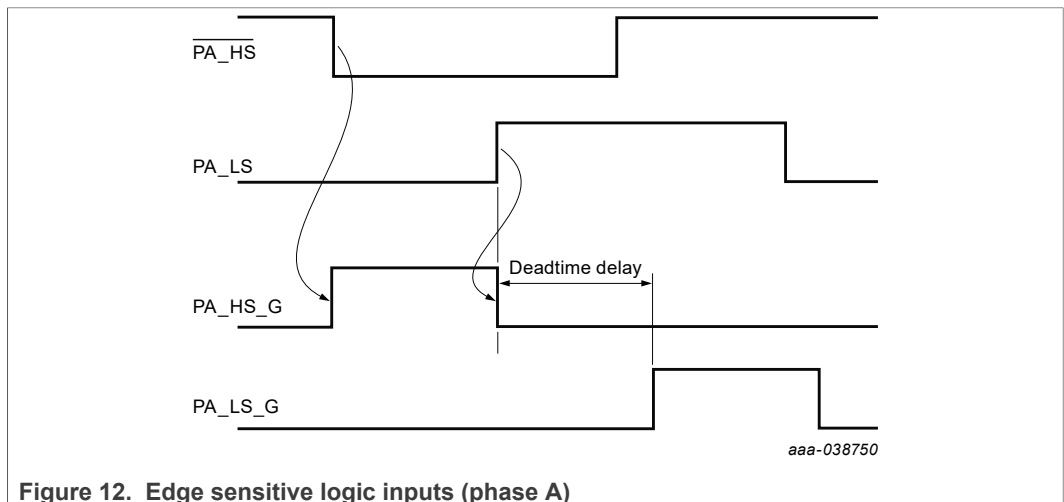 PA_HS
PA_LS
Deadtime delay
PA_HS_G
PA_LS_G
aaa-038750
Figure 12. Edge sensitive logic inputs (phase A)